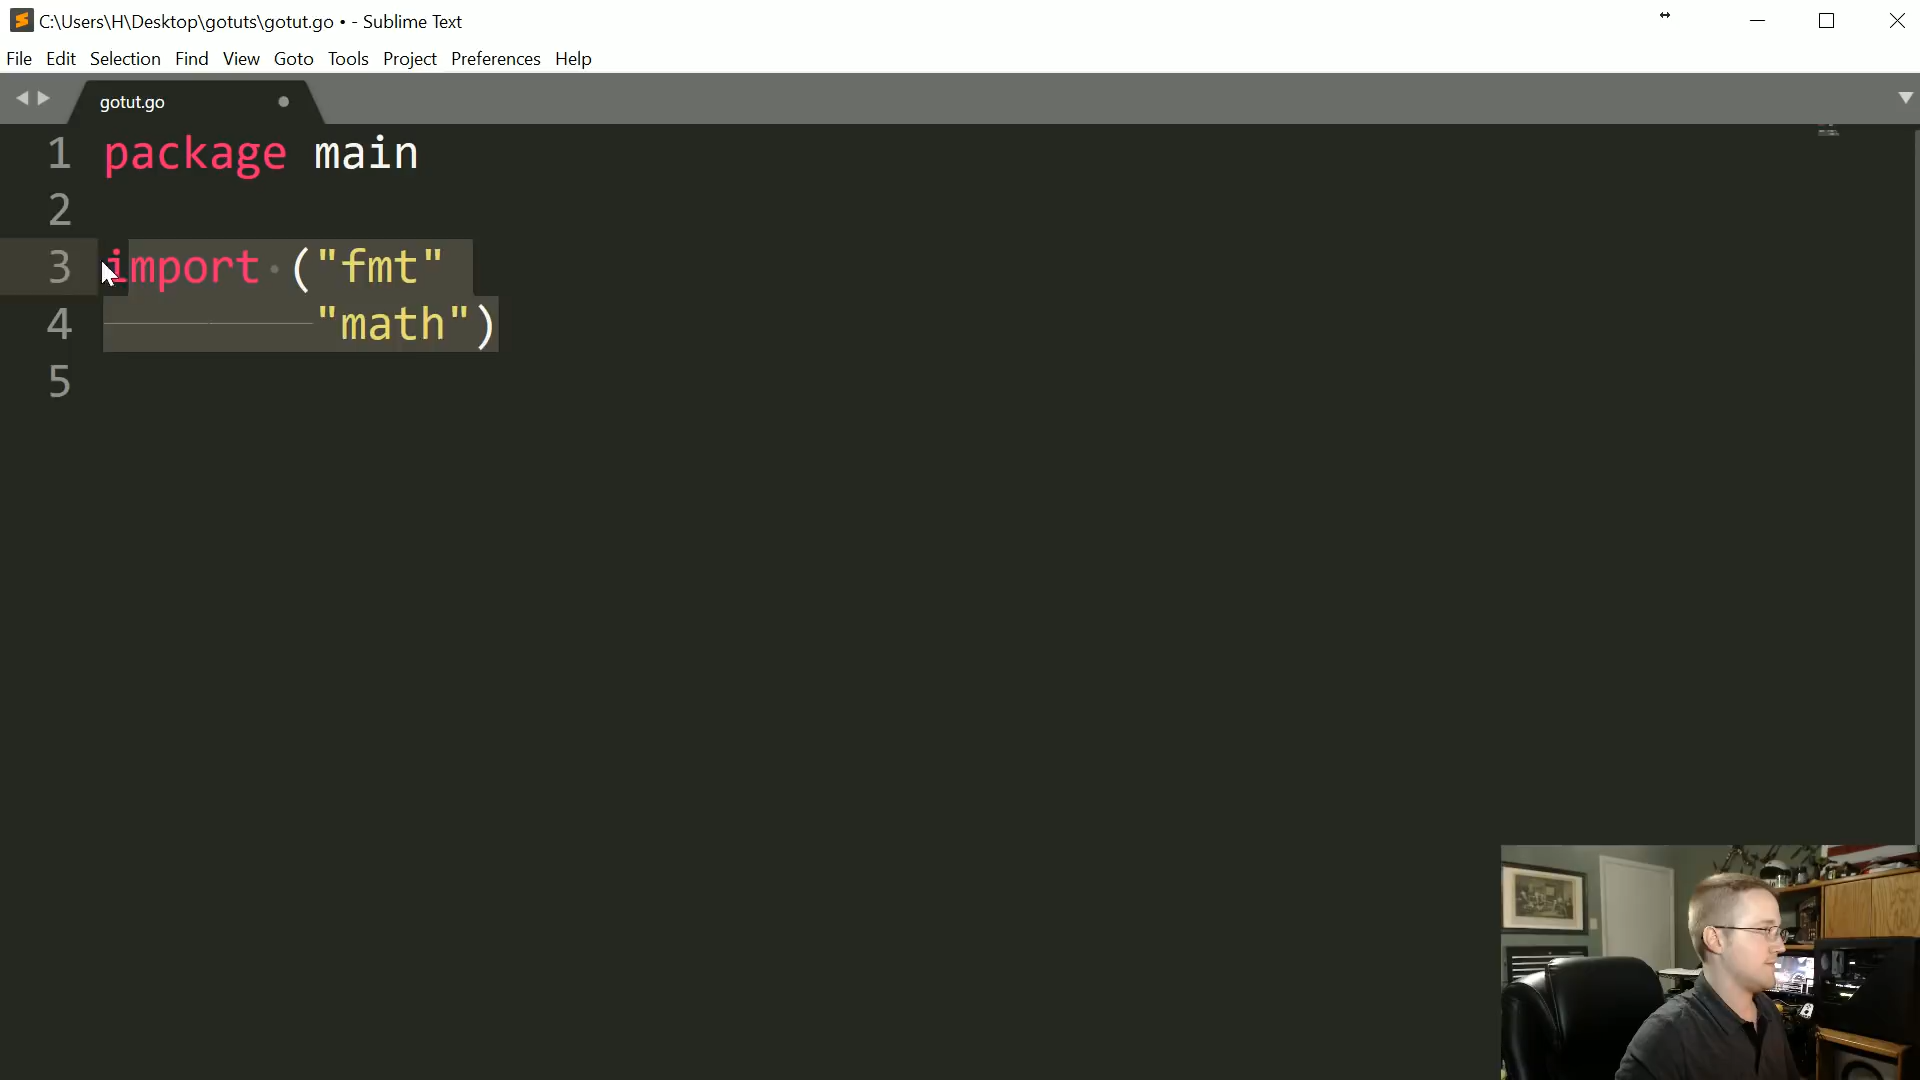 C:\Users\H\Desktop\gotuts\gotut.go • - Sublime Text
File Edit Selection Find View Goto Tools Project Preferences Help
gotut.go
1 package main
2
3 import ("fmt"
4 "math")
5